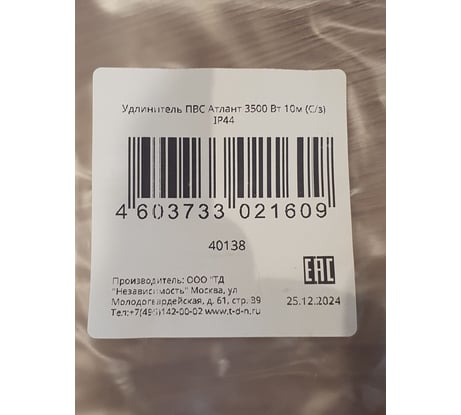 Удлинитель ПВС Атлант 3500 Вт 10м (С/з)
IP44
4 603733 021609
40138
EAC
Производитель: ООО "ТД
"Независимость" Москва, ул
Молодогвардейская, д. 61, стр. 39
Тел:+7(495)142-00-02 www.t-d-n.ru
25.12.2024